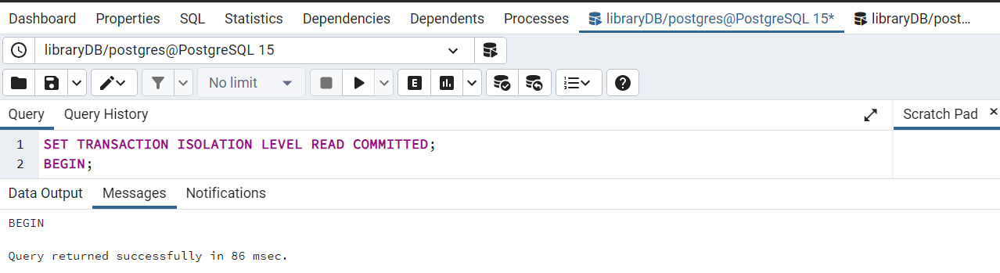 Dashboard Properties SQL Statistics Dependencies Dependents Processes libraryDB/postgres@PostgreSQL 15* libraryDB/post...
libraryDB/postgres@PostgreSQL 15
No limit E
Query Query History Scratch Pad
1 SET TRANSACTION ISOLATION LEVEL READ COMMITTED;
2 BEGIN;
Data Output Messages Notifications
BEGIN
Query returned successfully in 86 msec.